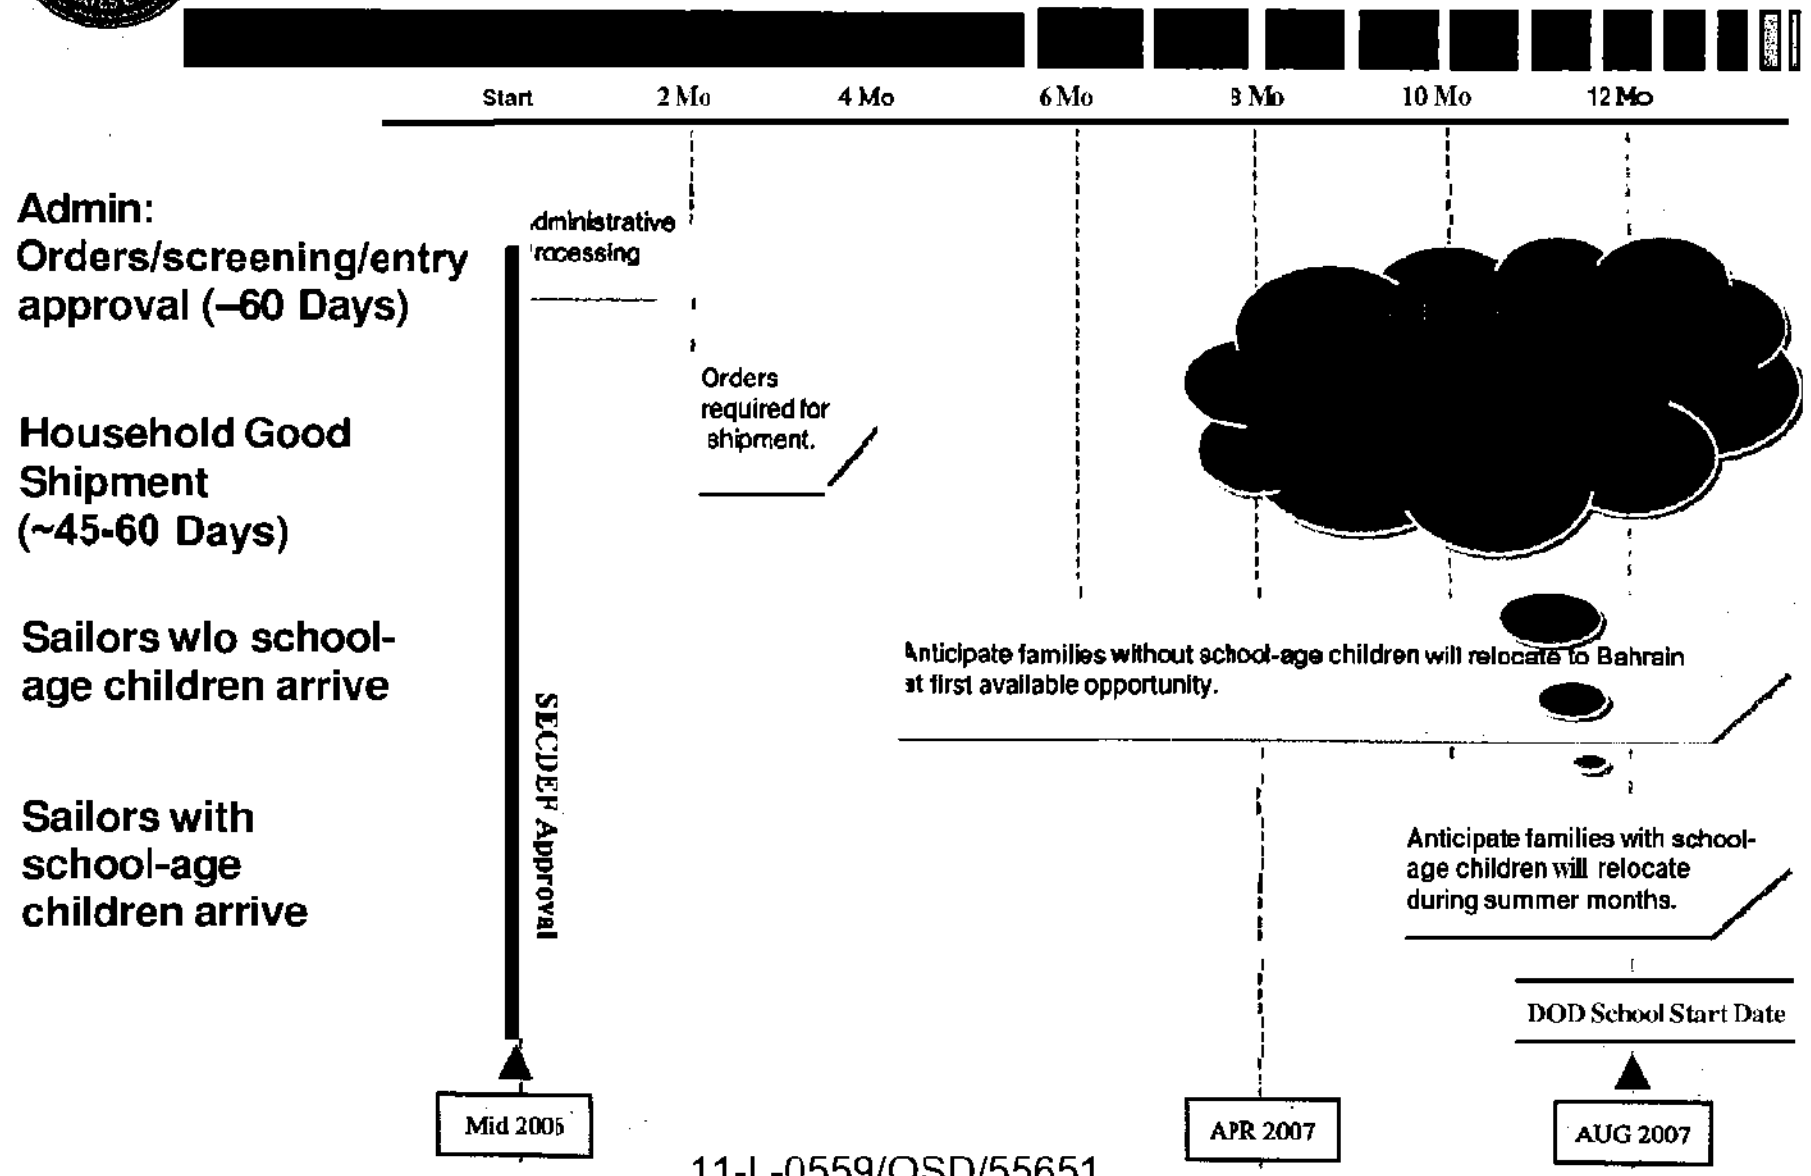 Start 2 Mo 4 Mo 6 Mo 8 Mo 10 Mo 12 Mo
Admin:
Orders/screening/entry
approval (–60 Days)
dministrative
rocessing
Orders
required for
shipment.
Household Good
Shipment
(~45-60 Days)
Sailors wlo school-
age children arrive
Anticipate families without school-age children will relocate to Bahrain
at first available opportunity.
SECDEF Approval
Sailors with
school-age
children arrive
Anticipate families with school-
age children will relocate
during summer months.
DOD School Start Date
Mid 2006
APR 2007
AUG 2007
11-L-0559/OSD/55651